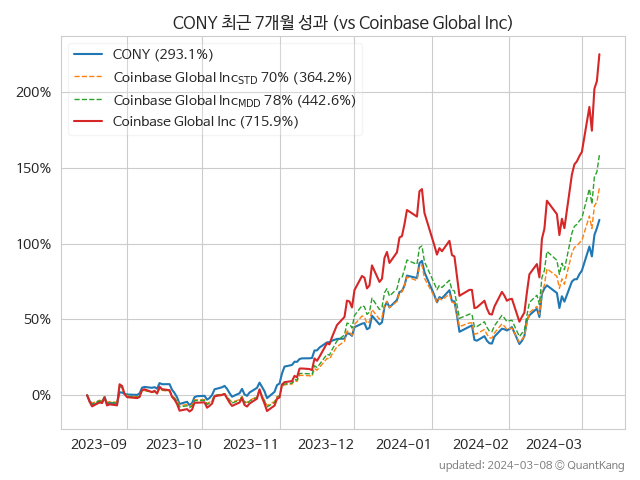 CONY 최근 7개월 성과 (vs Coinbase Global Inc)
CONY (293.1%)
Coinbase Global IncSTD 70% (364.2%)
Coinbase Global IncMDD 78% (442.6%)
Coinbase Global Inc (715.9%)
200%
150%
100%
50%
0%
2023-09 2023-10 2023-11 2023-12 2024-01 2024-02 2024-03
updated: 2024-03-08 © QuantKang